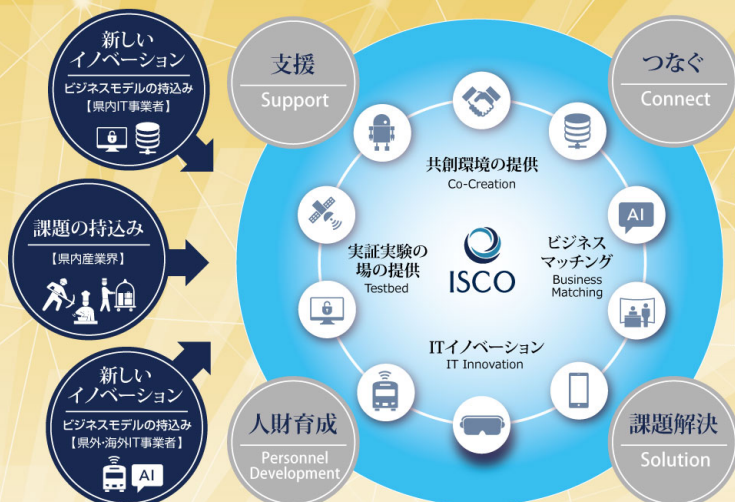 新しい
イノベーション
ビジネスモデルの持込み
【県内IT事業者】
課題の持込み
【県内産業界】
新しい
イノベーション
ビジネスモデルの持込み
【県外・海外IT事業者】
AI
支援
Support
つなぐ
Connect
共創環境の提供
Co-Creation
AI
実証実験の
場の提供
Testbed
ISCO
ビジネス
マッチング
Business
Matching
ITイノベーション
IT Innovation
人財育成
Personnel
Development
課題解決
Solution